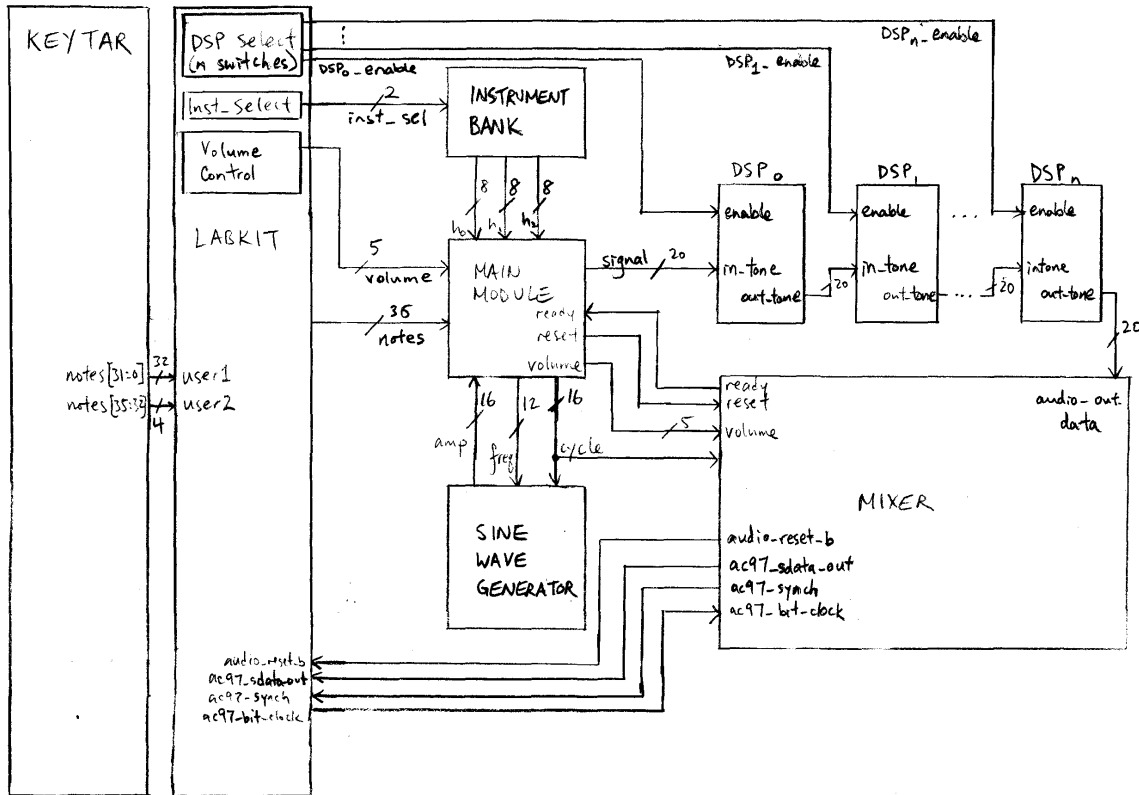 KEYTAR
DSP Select
(n switches)
DSP0_enable
DSPn_enable
DSP1_enable
Inst_Select
2
inst_sel
INSTRUMENT
BANK
Volume
Control
LABKIT
8
8
8
h0
h1
h2
5
volume
36
notes
MAIN
MODULE
ready
reset
volume
signal
20
DSP0
enable
in_tone
out_tone
20
DSP1
enable
in_tone
out_tone
...
...
20
DSPn
enable
intone
out_tone
20
notes[31:0]
32
user1
notes[35:32]
4
user2
16
amp
12
freq
16
cycle
SINE
WAVE
GENERATOR
ready
reset
5
volume
audio_out_
data
MIXER
audio_reset_b
ac97_sdata_out
ac97_synch
ac97_bit_clock
audio_reset_b
ac97_sdata_out
ac97_synch
ac97_bit_clock